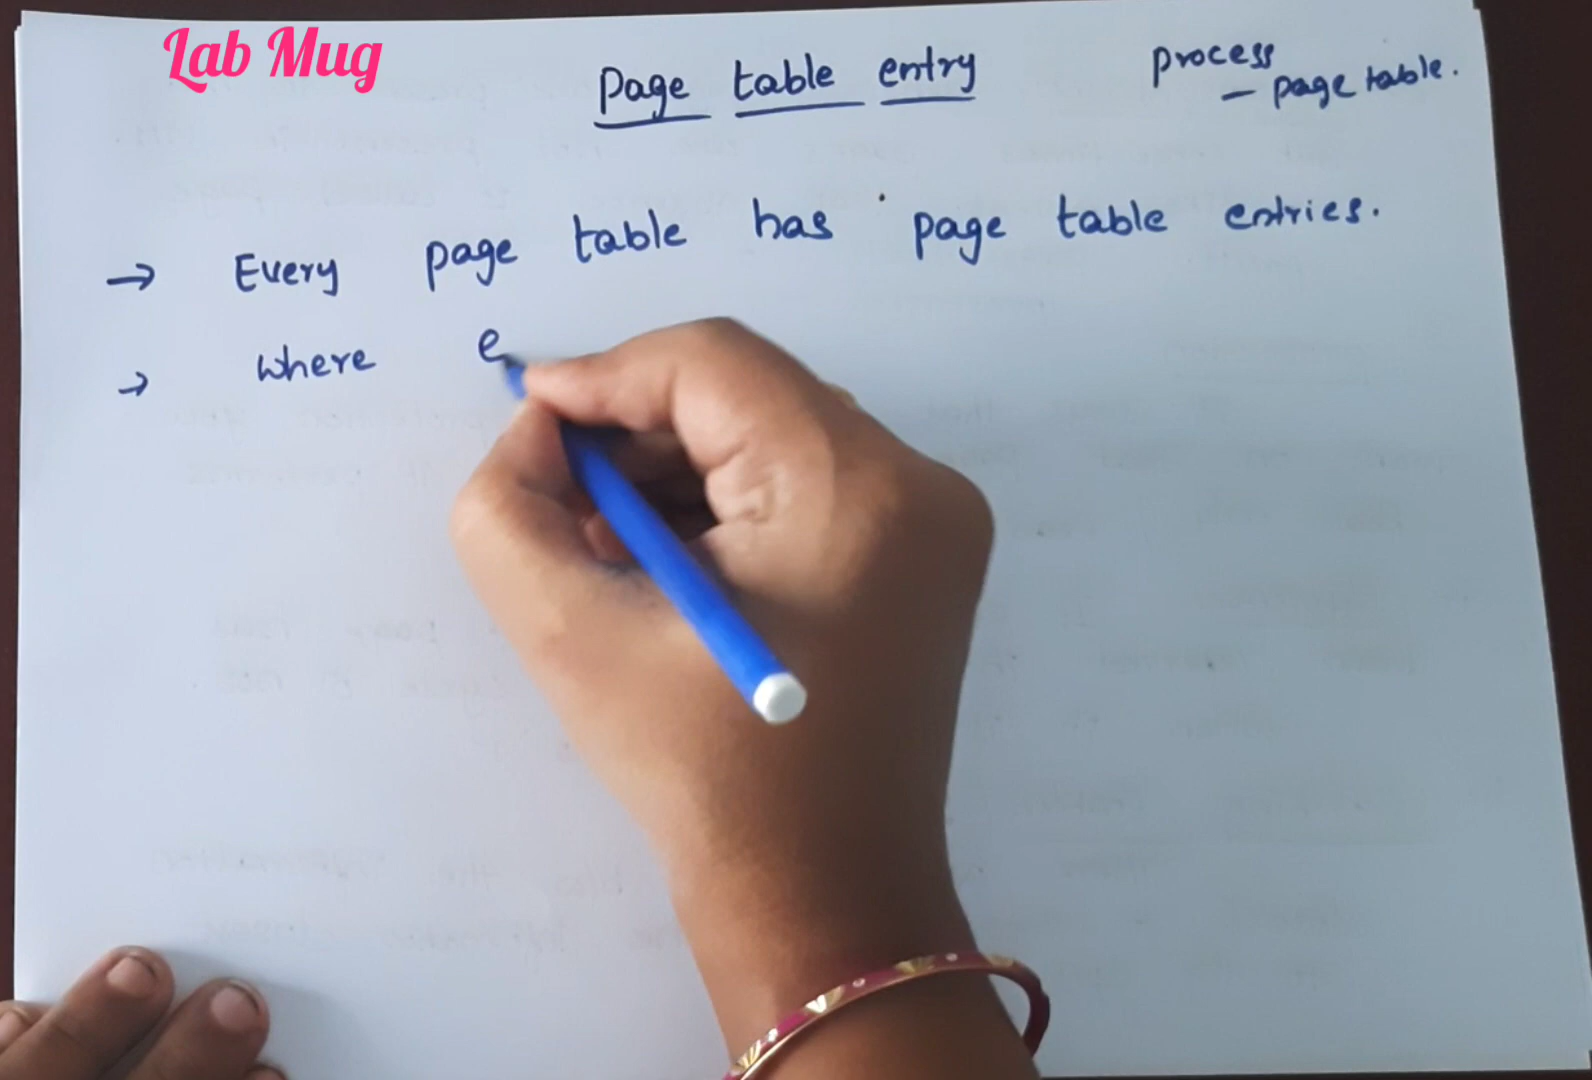 Lab Mug
Page table entry
process
- page table.
→ Every page table has page table entries.
→ where e